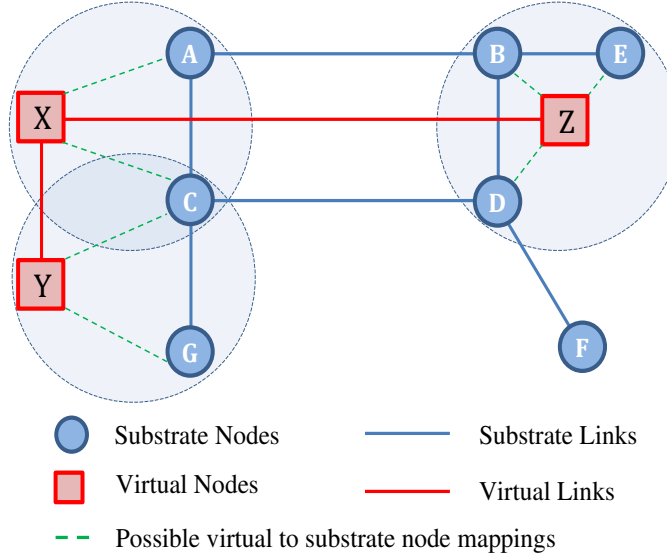 A B E
X Z
C D
Y
G F
Substrate Nodes Substrate Links
Virtual Nodes Virtual Links
Possible virtual to substrate node mappings